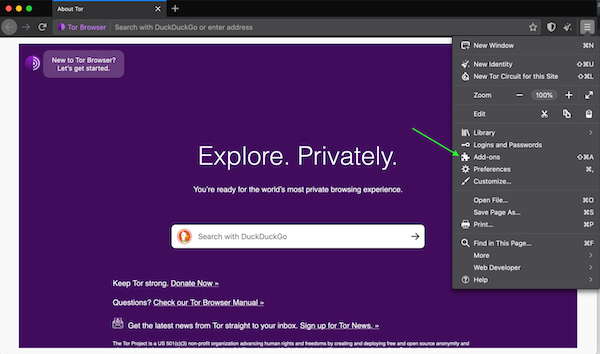 About Tor
Tor Browser
Search with DuckDuckGo or enter address
New to Tor Browser?
Let's get started.
Explore. Privately.
You're ready for the world's most private browsing experience.
Search with DuckDuckGo
Keep Tor strong. Donate Now »
Questions? Check our Tor Browser Manual »
Get the latest news from Tor straight to your inbox. Sign up for Tor News. »
The Tor Project is a US 501(c)(3) non-profit organization advancing human rights and freedoms by creating and deploying free and open source anonymity and
New Window ⌘N
New Identity ⇧⌘U
New Tor Circuit for this Site ⇧⌘L
Zoom − 100% +
Edit
Library
Logins and Passwords
Add-ons ⇧⌘A
Preferences ⌘,
Customize...
Open File... ⌘O
Save Page As... ⌘S
Print... ⌘P
Find in This Page... ⌘F
More
Web Developer
Help